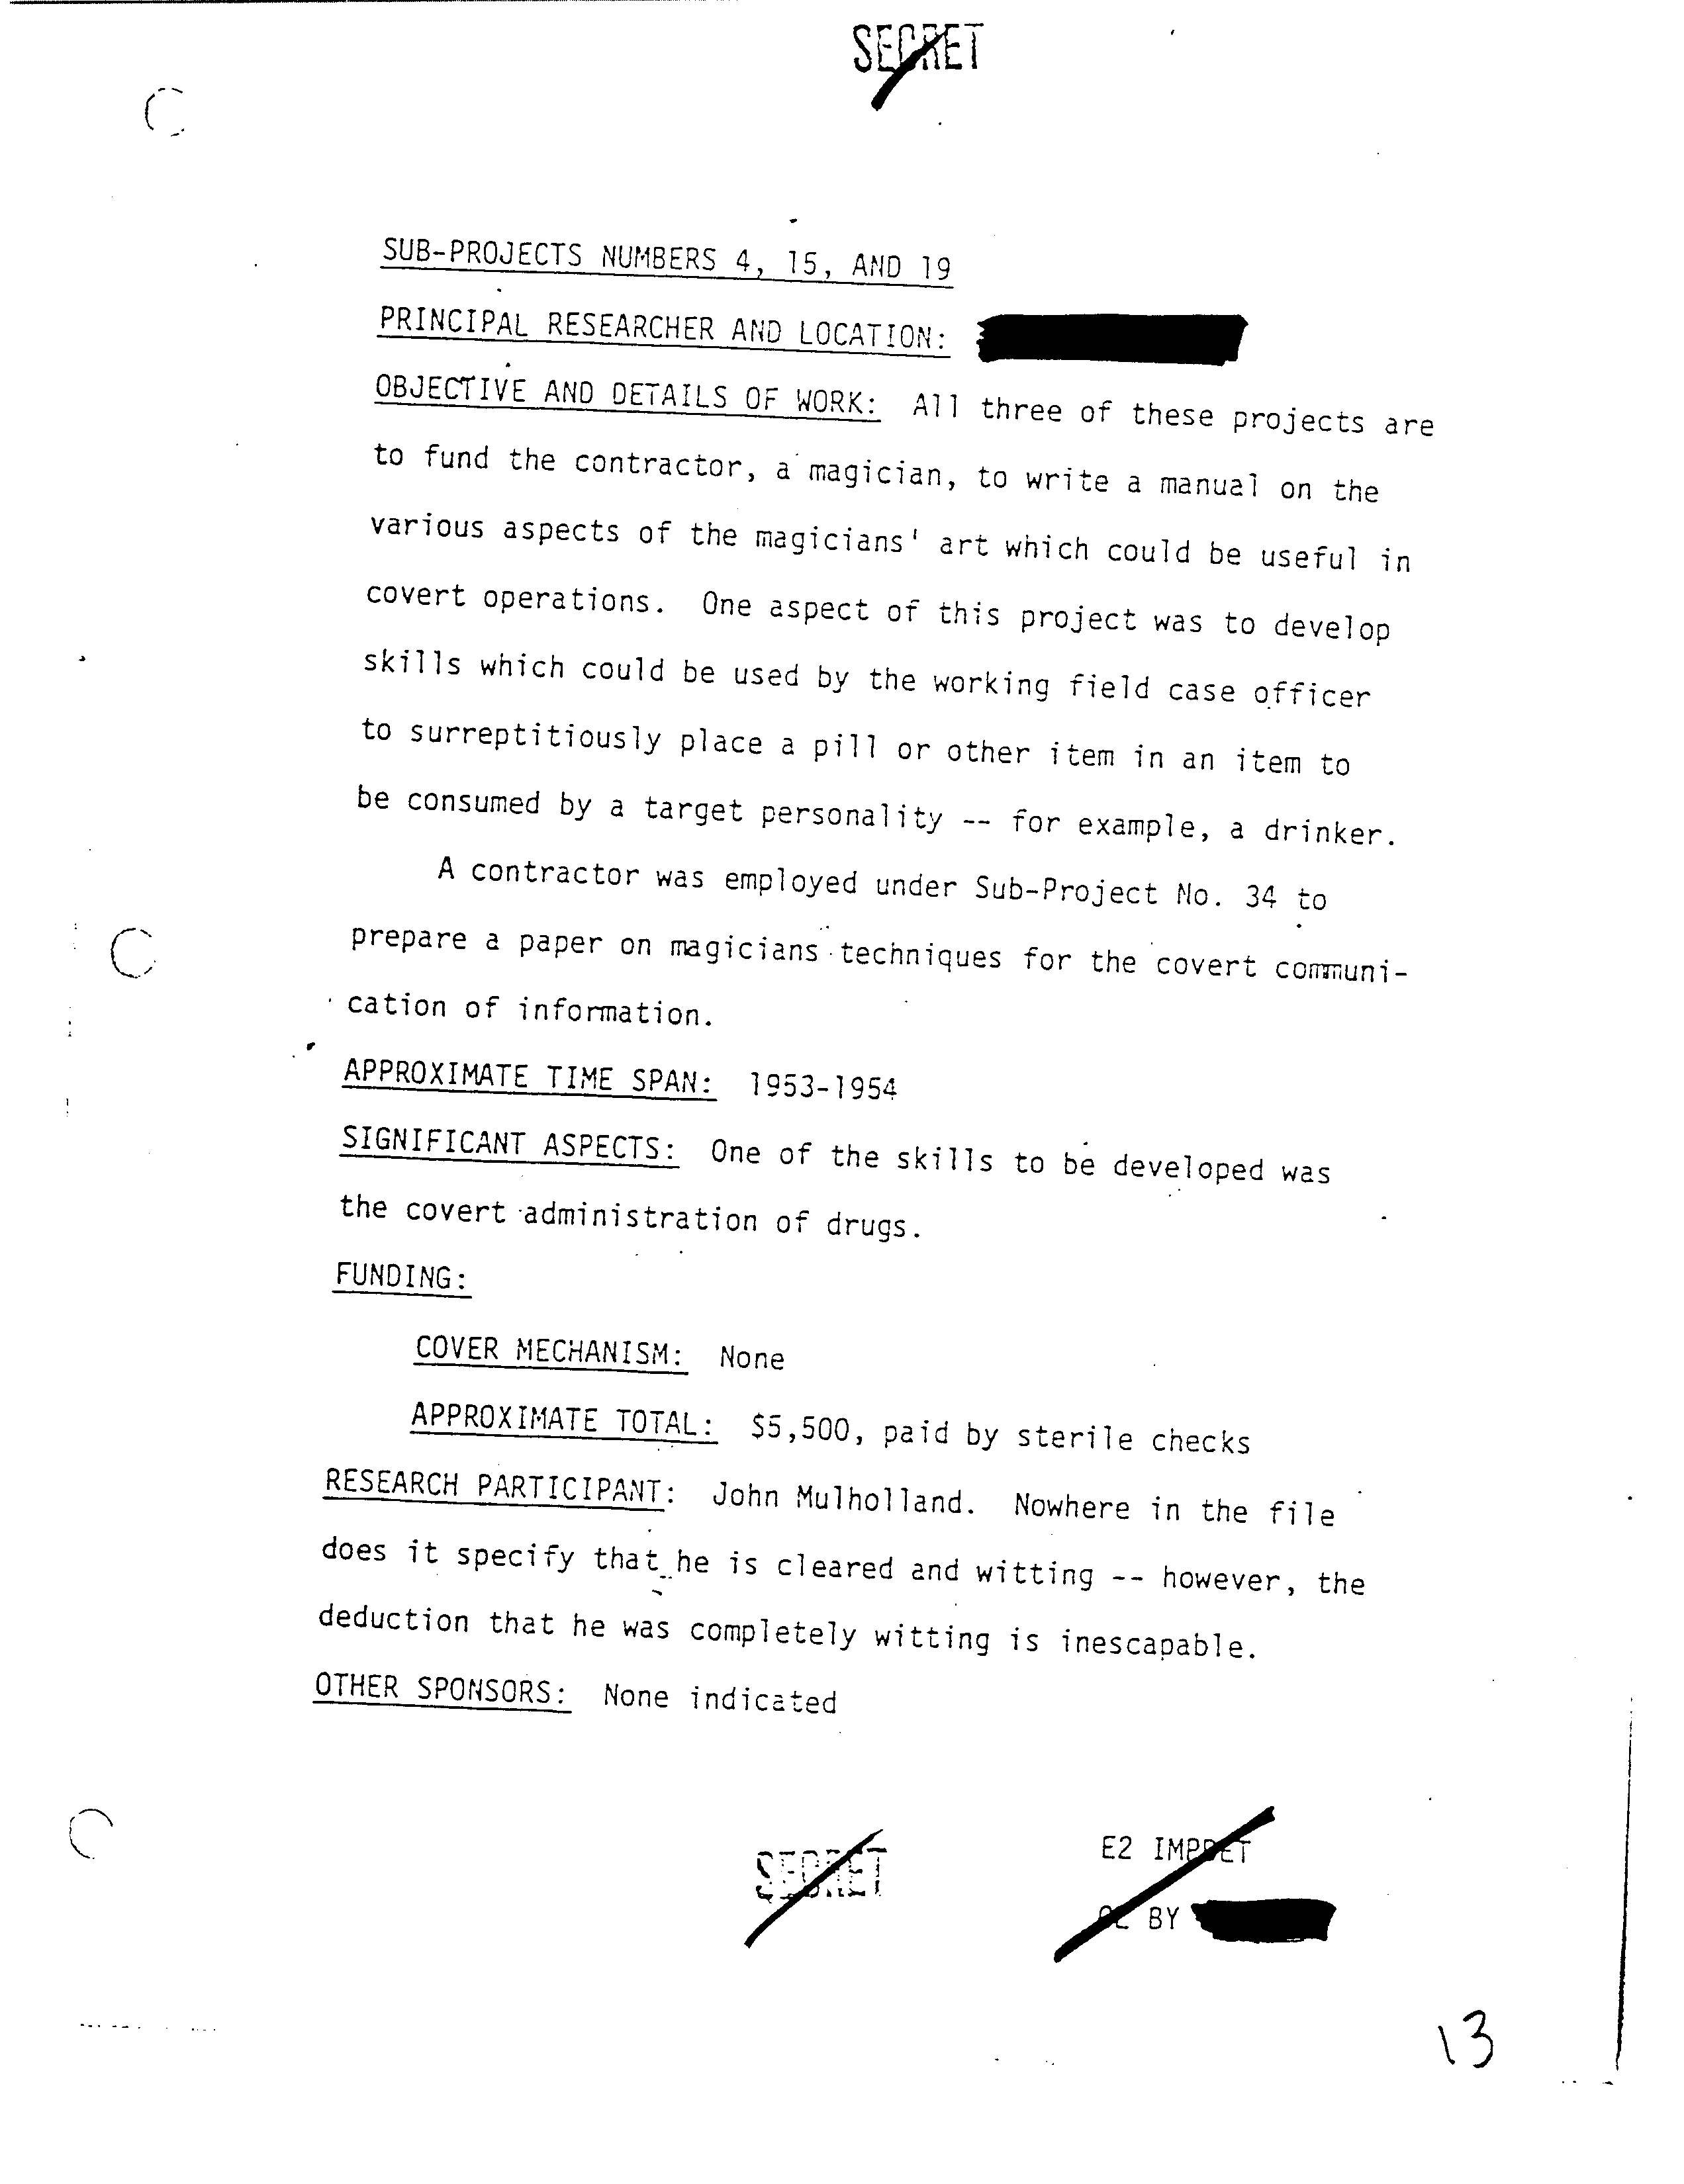 SECRET
SUB-PROJECTS NUMBERS 4, 15, AND 19
PRINCIPAL RESEARCHER AND LOCATION:
OBJECTIVE AND DETAILS OF WORK: All three of these projects are
to fund the contractor, a magician, to write a manual on the
various aspects of the magicians' art which could be useful in
covert operations. One aspect of this project was to develop
skills which could be used by the working field case officer
to surreptitiously place a pill or other item in an item to
be consumed by a target personality -- for example, a drinker.
A contractor was employed under Sub-Project No. 34 to
prepare a paper on magicians techniques for the covert communi-
cation of information.
APPROXIMATE TIME SPAN: 1953-1954
SIGNIFICANT ASPECTS: One of the skills to be developed was
the covert administration of drugs.
FUNDING:
COVER MECHANISM: None
APPROXIMATE TOTAL: $5,500, paid by sterile checks
RESEARCH PARTICIPANT: John Mulholland. Nowhere in the file
does it specify that he is cleared and witting -- however, the
deduction that he was completely witting is inescapable.
OTHER SPONSORS: None indicated
SECRET
E2 IMPDET
CL BY
13